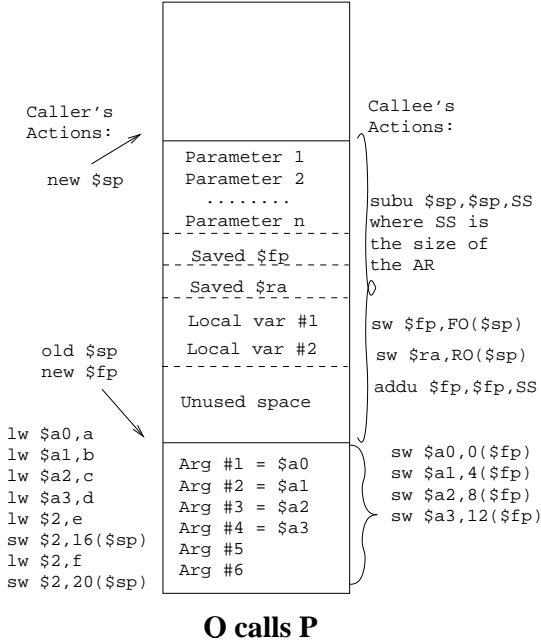 Caller's
Actions:
new $sp
Callee's
Actions:
Parameter 1
Parameter 2
........
Parameter n
Saved $fp
Saved $ra
Local var #1
Local var #2
Unused space
subu $sp,$sp,SS
where SS is
the size of
the AR
sw $fp,FO($sp)
sw $ra,RO($sp)
addu $fp,$fp,SS
old $sp
new $fp
lw $a0,a
lw $a1,b
lw $a2,c
lw $a3,d
lw $2,e
sw $2,16($sp)
lw $2,f
sw $2,20($sp)
Arg #1 = $a0
Arg #2 = $a1
Arg #3 = $a2
Arg #4 = $a3
Arg #5
Arg #6
sw $a0,0($fp)
sw $a1,4($fp)
sw $a2,8($fp)
sw $a3,12($fp)
O calls P